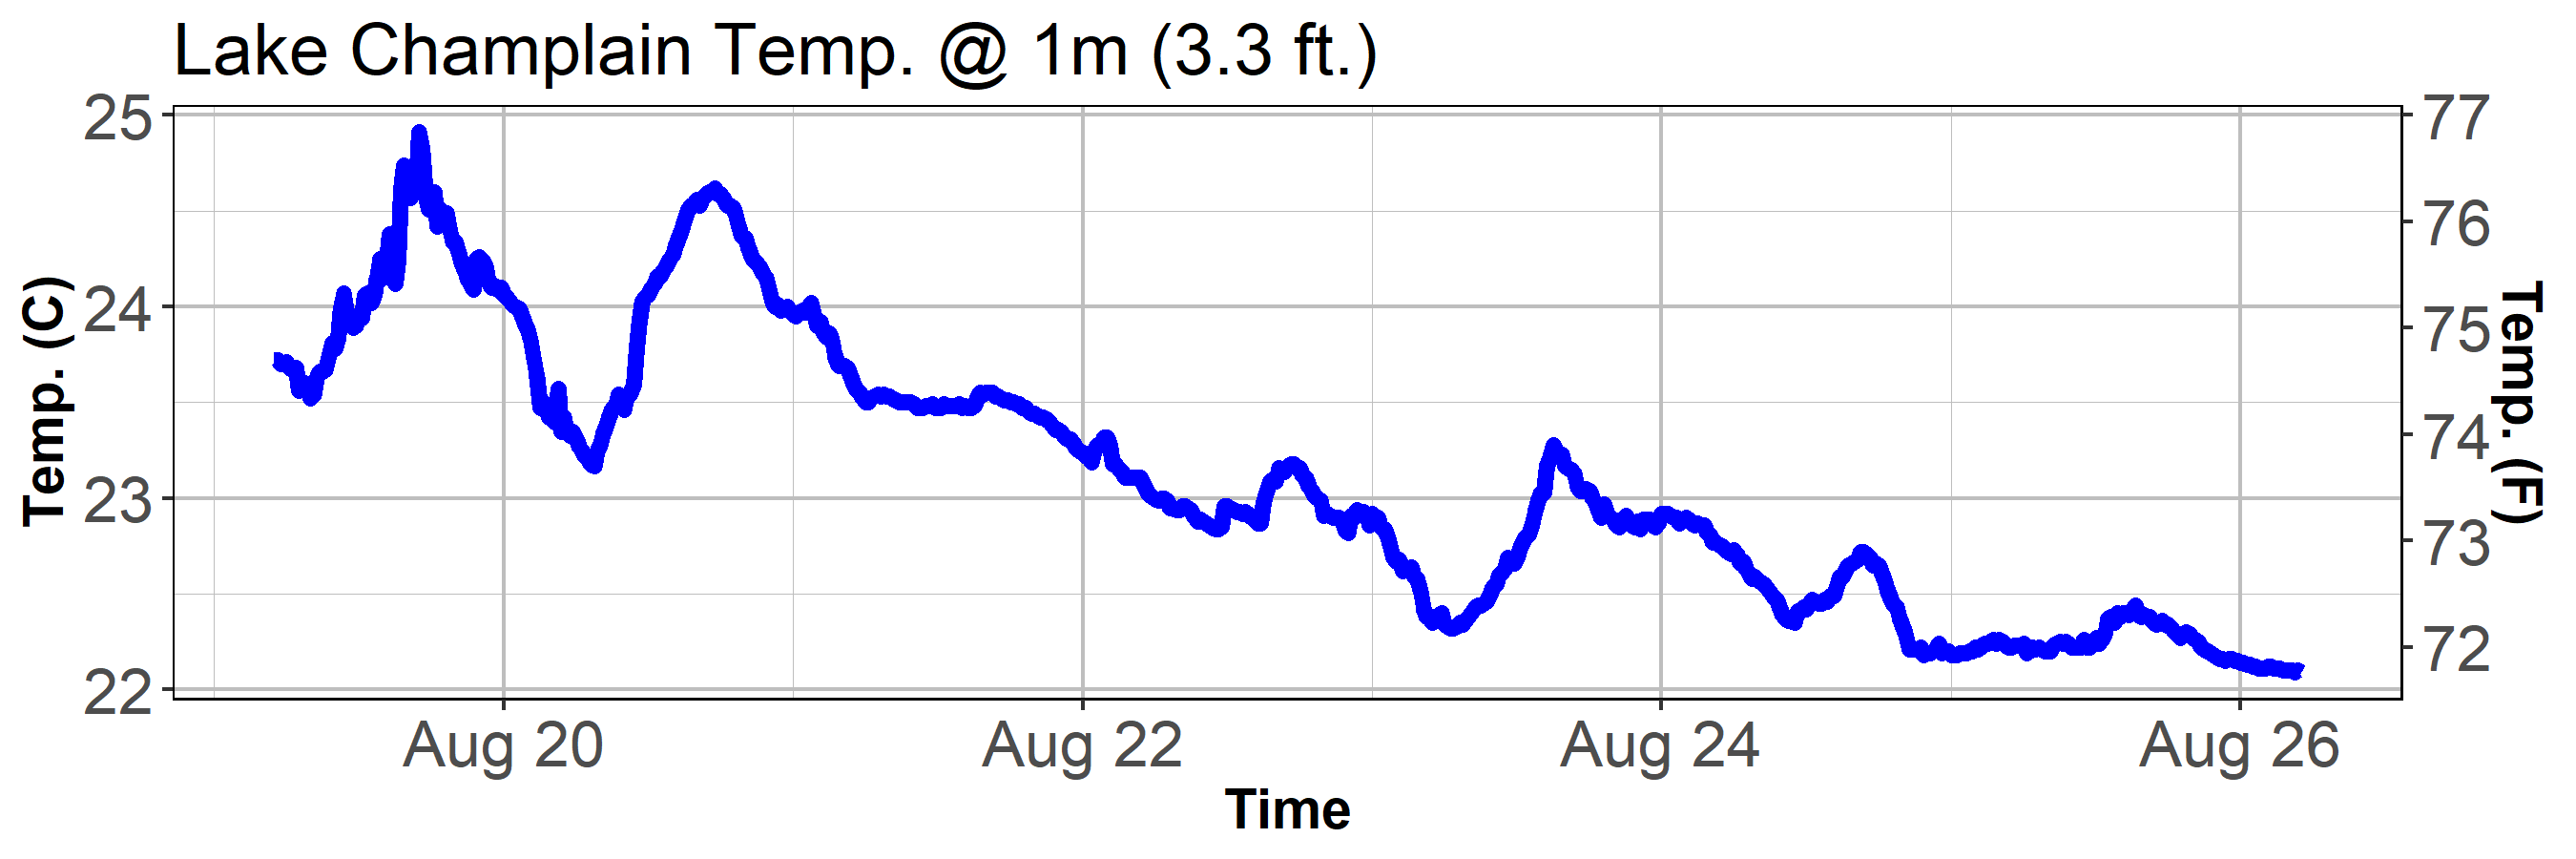 Lake Champlain Temp. @ 1m (3.3 ft.)
25
24
23
22
Temp. (C)
77
76
75
74
73
72
Temp. (F)
Aug 20
Aug 22
Aug 24
Aug 26
Time